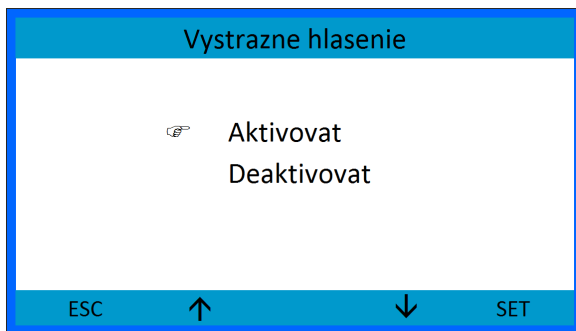 Vystrazne hlasenie
☞ Aktivovat
Deaktivovat
ESC ↑ ↓ SET